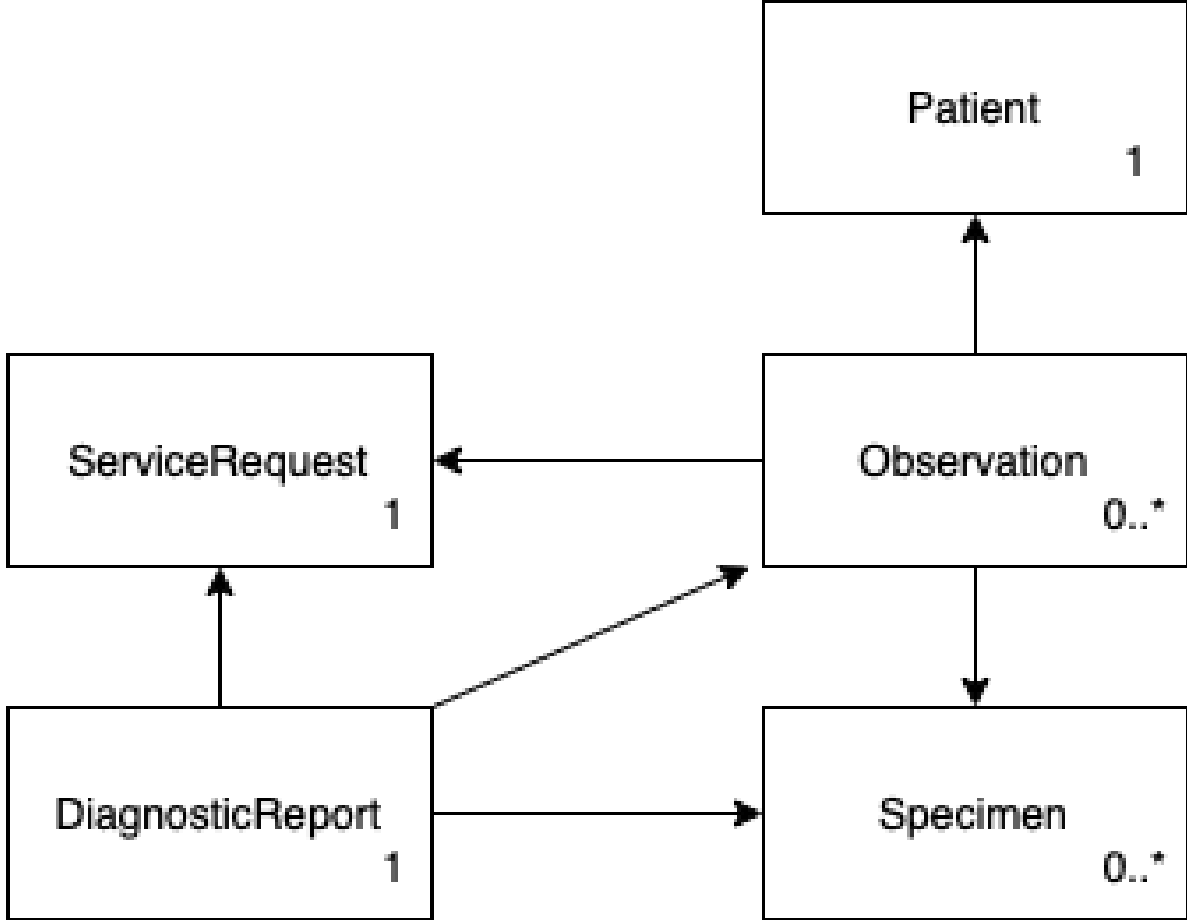 Patient
1
ServiceRequest
1
Observation
0..*
DiagnosticReport
1
Specimen
0..*